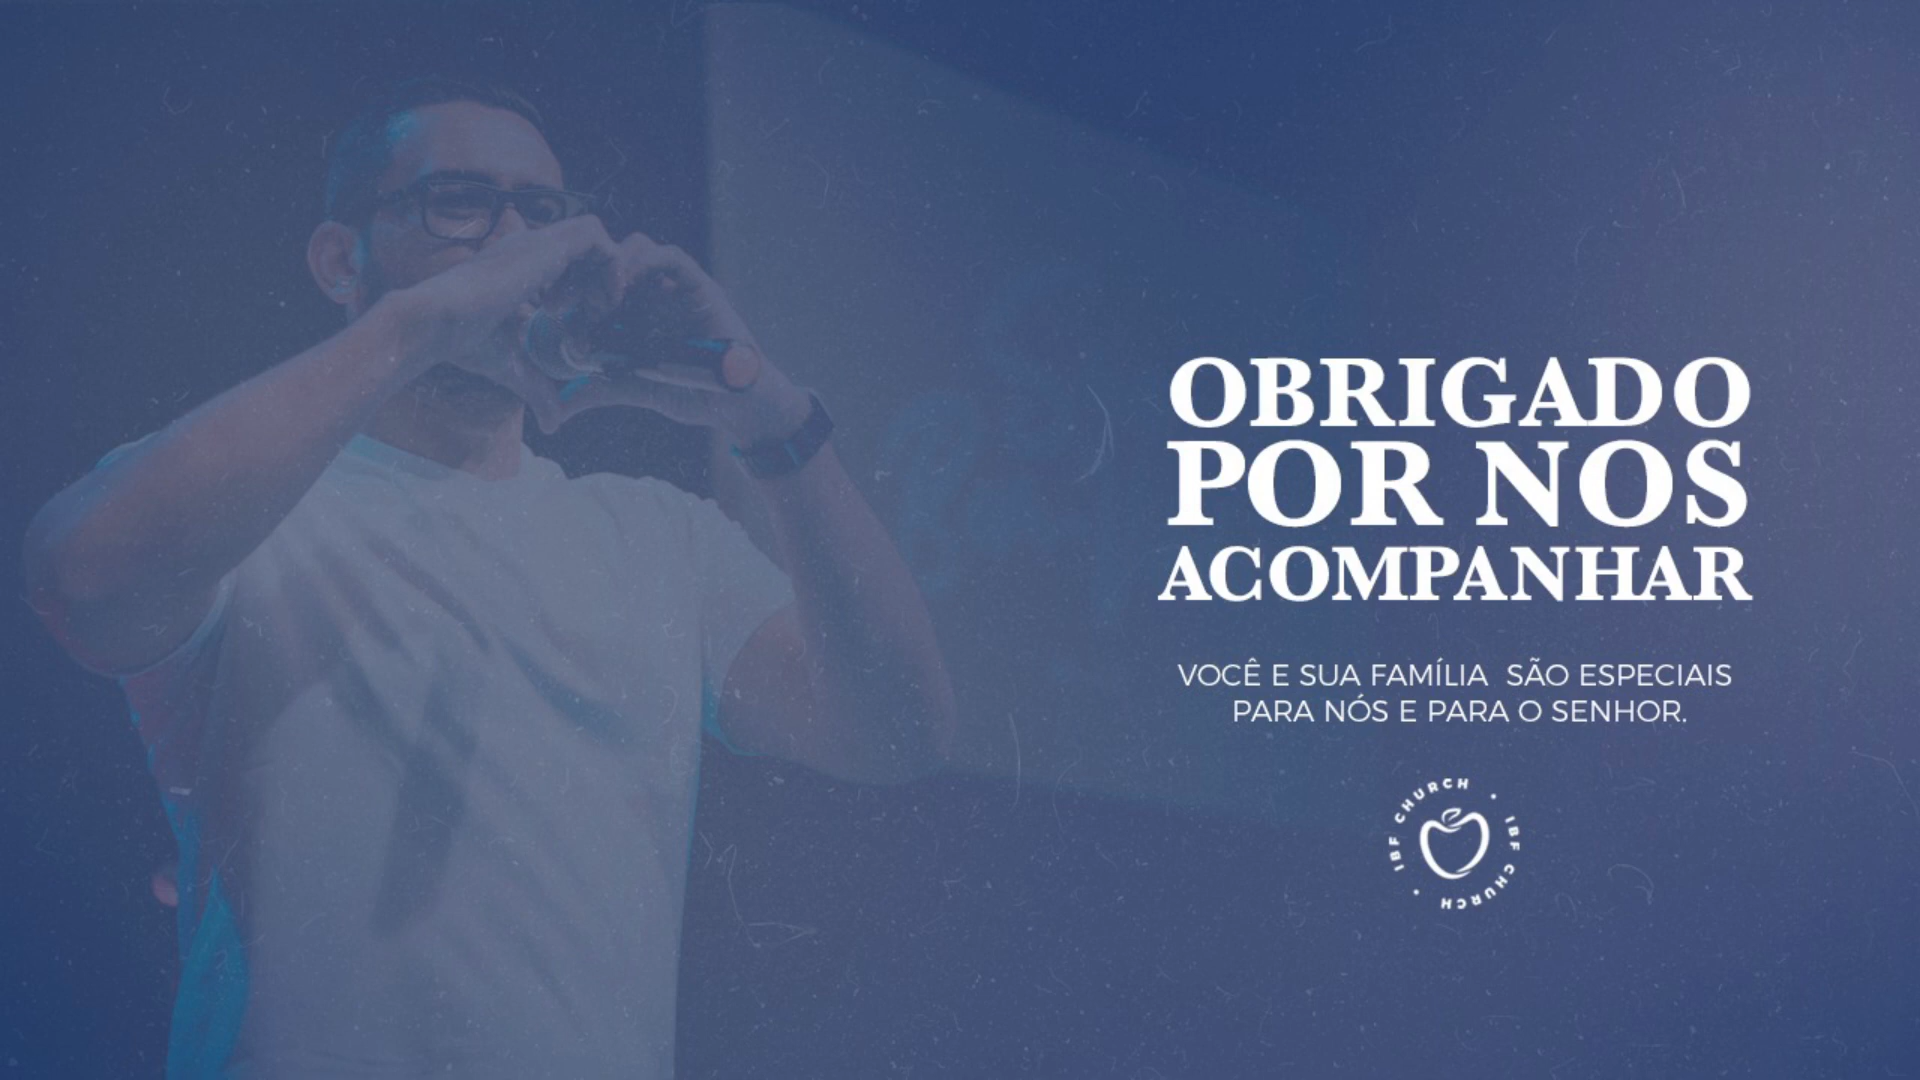 OBRIGADO
POR NOS
ACOMPANHAR
VOCÊ E SUA FAMÍLIA SÃO ESPECIAIS
PARA NÓS E PARA O SENHOR.
IBF CHURCH • IBF CHURCH •